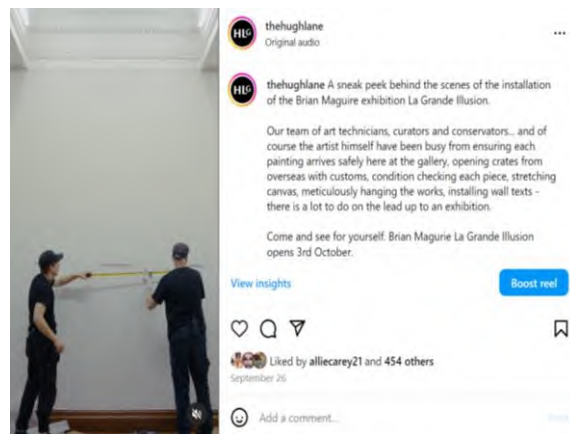 HLG
thehughlane
Original audio
HLG
thehughlane A sneak peek behind the scenes of the installation
of the Brian Maguire exhibition La Grande Illusion.
Our team of art technicians, curators and conservators... and of
course the artist himself have been busy from ensuring each
painting arrives safely here at the gallery, opening crates from
overseas with customs, condition checking each piece, stretching
canvas, meticulously hanging the works, installing wall texts -
there is a lot to do on the lead up to an exhibition.
Come and see for yourself. Brian Magurie La Grande Illusion
opens 3rd October.
View insights
Boost reel
Liked by alliecarey21 and 454 others
September 26
Add a comment...
Post